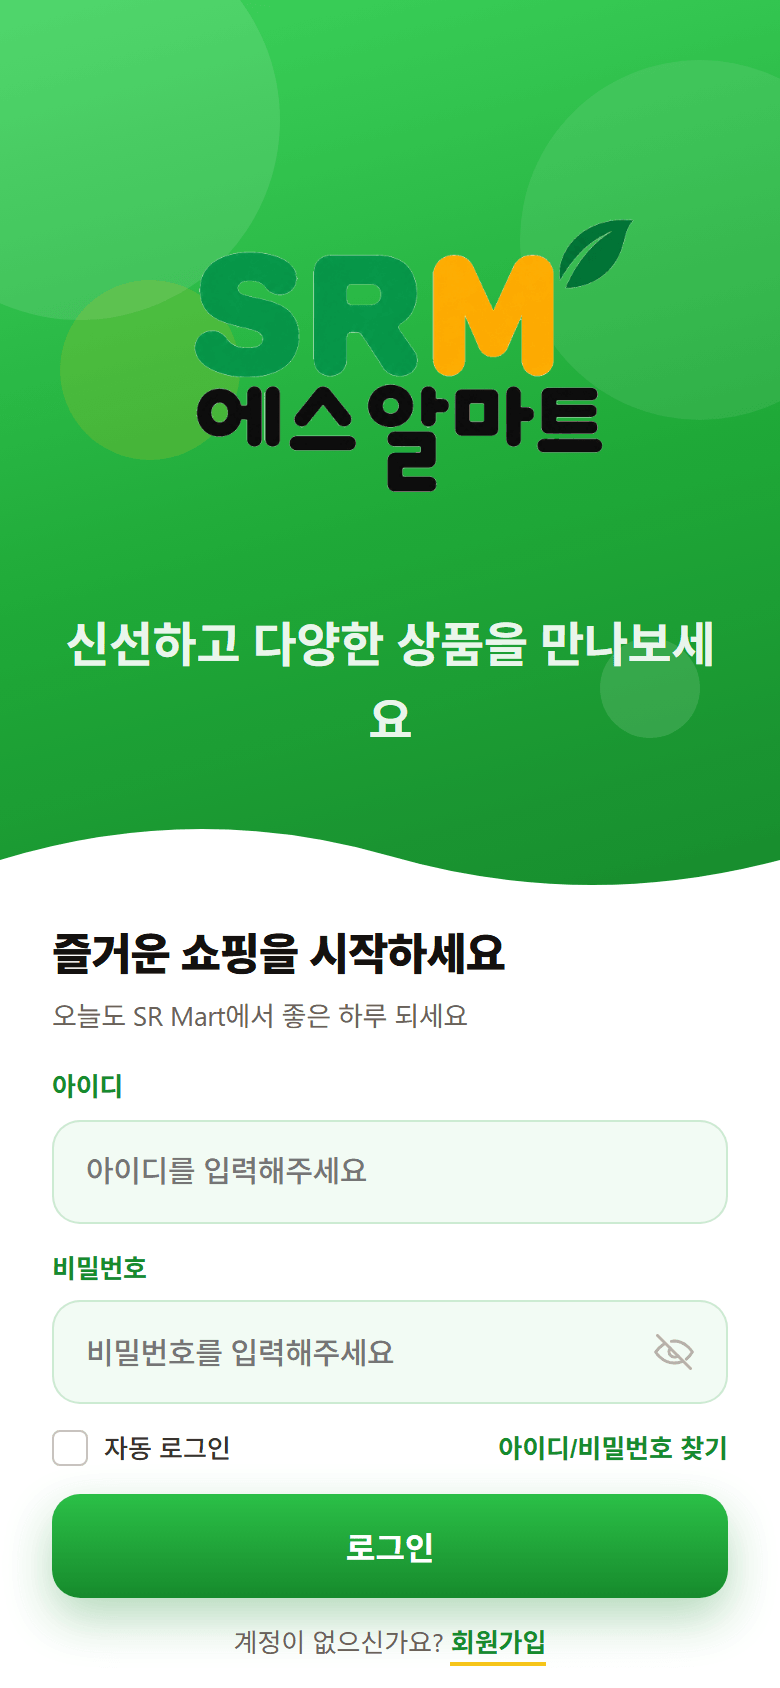 SRM
에스알마트
신선하고 다양한 상품을 만나보세
요
즐거운 쇼핑을 시작하세요
오늘도 SR Mart에서 좋은 하루 되세요
아이디
아이디를 입력해주세요
비밀번호
비밀번호를 입력해주세요
자동 로그인 아이디/비밀번호 찾기
로그인
계정이 없으신가요? 회원가입